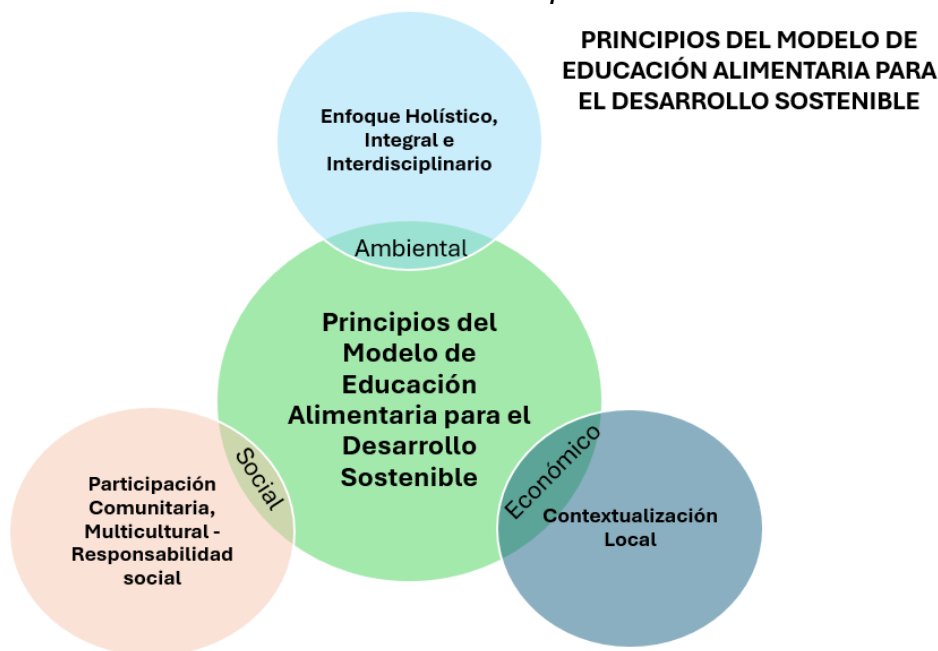 PRINCIPIOS DEL MODELO DE
EDUCACIÓN ALIMENTARIA PARA
EL DESARROLLO SOSTENIBLE
Enfoque Holístico,
Integral e
Interdisciplinario
Ambiental
Principios del
Modelo de
Educación
Alimentaria para el
Desarrollo
Sostenible
Social
Económico
Participación
Comunitaria,
Multicultural -
Responsabilidad
social
Contextualización
Local